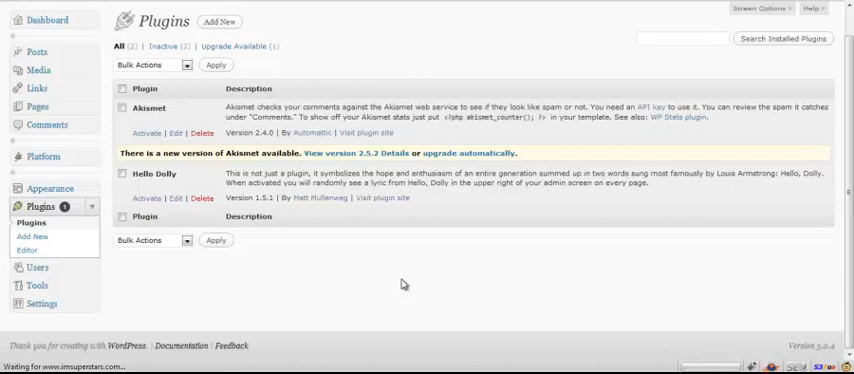 Screen Options Help
Dashboard
Plugins Add New
All (2) | Inactive (2) | Upgrade Available (1)
Search Installed Plugins
Bulk Actions Apply
Posts
Media
Links
Pages
Comments
Platform
Appearance
Plugins 1
Plugins
Add New
Editor
Users
Tools
Settings
Plugin Description
Akismet Akismet checks your comments against the Akismet web service to see if they look like spam or not. You need an API key to use it. You can review the spam it catches
under "Comments." To show off your Akismet stats just put <?php akismet_counter(); ?> in your template. See also: WP Stats plugin.
Activate | Edit | Delete Version 2.4.0 | By Automattic | Visit plugin site
There is a new version of Akismet available. View version 2.5.2 Details or upgrade automatically.
Hello Dolly This is not just a plugin, it symbolizes the hope and enthusiasm of an entire generation summed up in two words sung most famously by Louis Armstrong: Hello, Dolly.
When activated you will randomly see a lyric from Hello, Dolly in the upper right of your admin screen on every page.
Activate | Edit | Delete Version 1.5.1 | By Matt Mullenweg | Visit plugin site
Plugin Description
Bulk Actions Apply
Thank you for creating with WordPress. | Documentation | Feedback
Version 3.0.4
Waiting for www.imsuperstars.com...
S3Fox